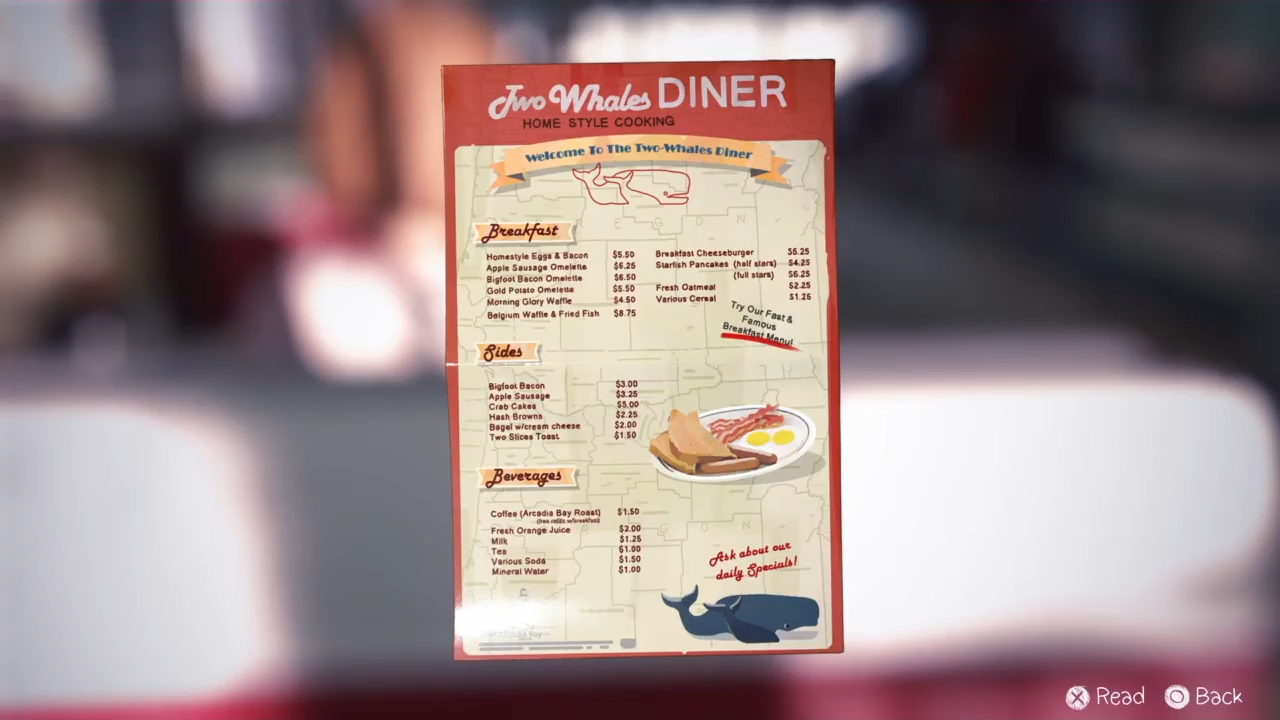 Two Whales DINER
HOME STYLE COOKING
Welcome To The Two-Whales Diner
E G O N
Breakfast
Homestyle Eggs & Bacon $5.50
Apple Sausage Omelette $6.25
Bigfoot Bacon Omelette $6.50
Gold Potato Omelette $5.50
Morning Glory Waffle $4.50
Belgium Waffle & Fried Fish $8.75
Breakfast Cheeseburger $6.25
Starfish Pancakes (half stars) $4.25
(full stars) $6.25
Fresh Oatmeal $2.25
Various Cereal $1.25
Try Our Fast &
Famous
Breakfast Menu!
Sides
Bigfoot Bacon $3.00
Apple Sausage $3.25
Crab Cakes $5.00
Hash Browns $2.25
Bagel w/cream cheese $2.00
Two Slices Toast $1.50
Beverages
Coffee (Arcadia Bay Roast) $1.50
(free refills w/breakfast)
Fresh Orange Juice $2.00
Milk $1.25
Tea $1.00
Various Soda $1.50
Mineral Water $1.00
Ask about our
daily Specials!
Read
Back